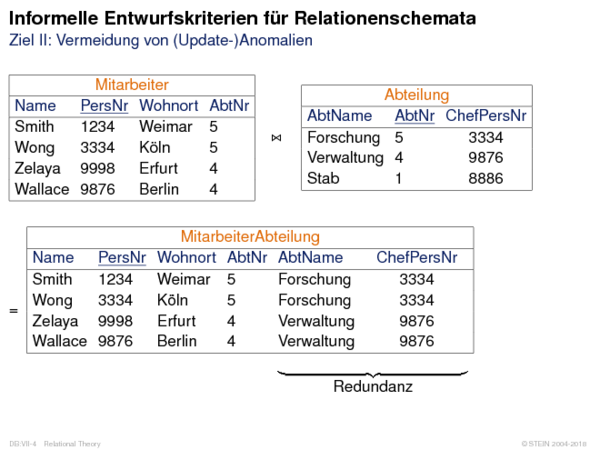 Informelle Entwurfskriterien für Relationenschemata
Ziel II: Vermeidung von (Update-)Anomalien
Mitarbeiter
Name PersNr Wohnort AbtNr
Smith 1234 Weimar 5
Wong 3334 Köln 5
Zelaya 9998 Erfurt 4
Wallace 9876 Berlin 4
⋈
Abteilung
AbtName AbtNr ChefPersNr
Forschung 5 3334
Verwaltung 4 9876
Stab 1 8886
=
MitarbeiterAbteilung
Name PersNr Wohnort AbtNr AbtName ChefPersNr
Smith 1234 Weimar 5 Forschung 3334
Wong 3334 Köln 5 Forschung 3334
Zelaya 9998 Erfurt 4 Verwaltung 9876
Wallace 9876 Berlin 4 Verwaltung 9876
Redundanz
DB:VII-4 Relational Theory
© STEIN 2004-2018